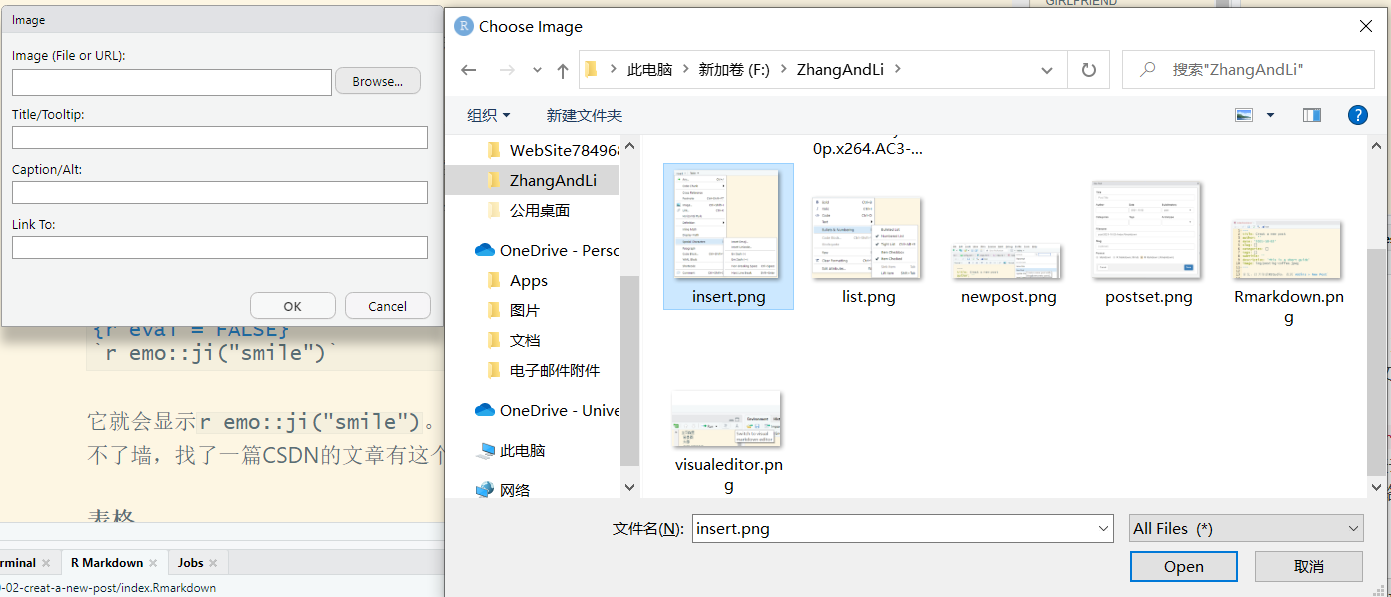 Image
Image (File or URL):
Browse...
Title/Tooltip:
Caption/Alt:
Link To:
OK
Cancel
{r eval = FALSE}
`r emo::ji("smile")`
它就会显示r emo::ji("smile")。
不了墙，找了一篇CSDN的文章有这个
表格
rminal
R Markdown
Jobs
-02-creat-a-new-post/index.Rmarkdown
GIRLFRIEND
R
Choose Image
此电脑
新加卷 (F:)
ZhangAndLi
搜索"ZhangAndLi"
组织
新建文件夹
?
WebSite78496
ZhangAndLi
公用桌面
OneDrive - Perso
Apps
图片
文档
电子邮件附件
OneDrive - Unive
此电脑
网络
0p.x264.AC3-...
insert.png
list.png
newpost.png
postset.png
Rmarkdown.pn
g
visualeditor.pn
g
文件名(N):
insert.png
All Files (*)
Open
取消